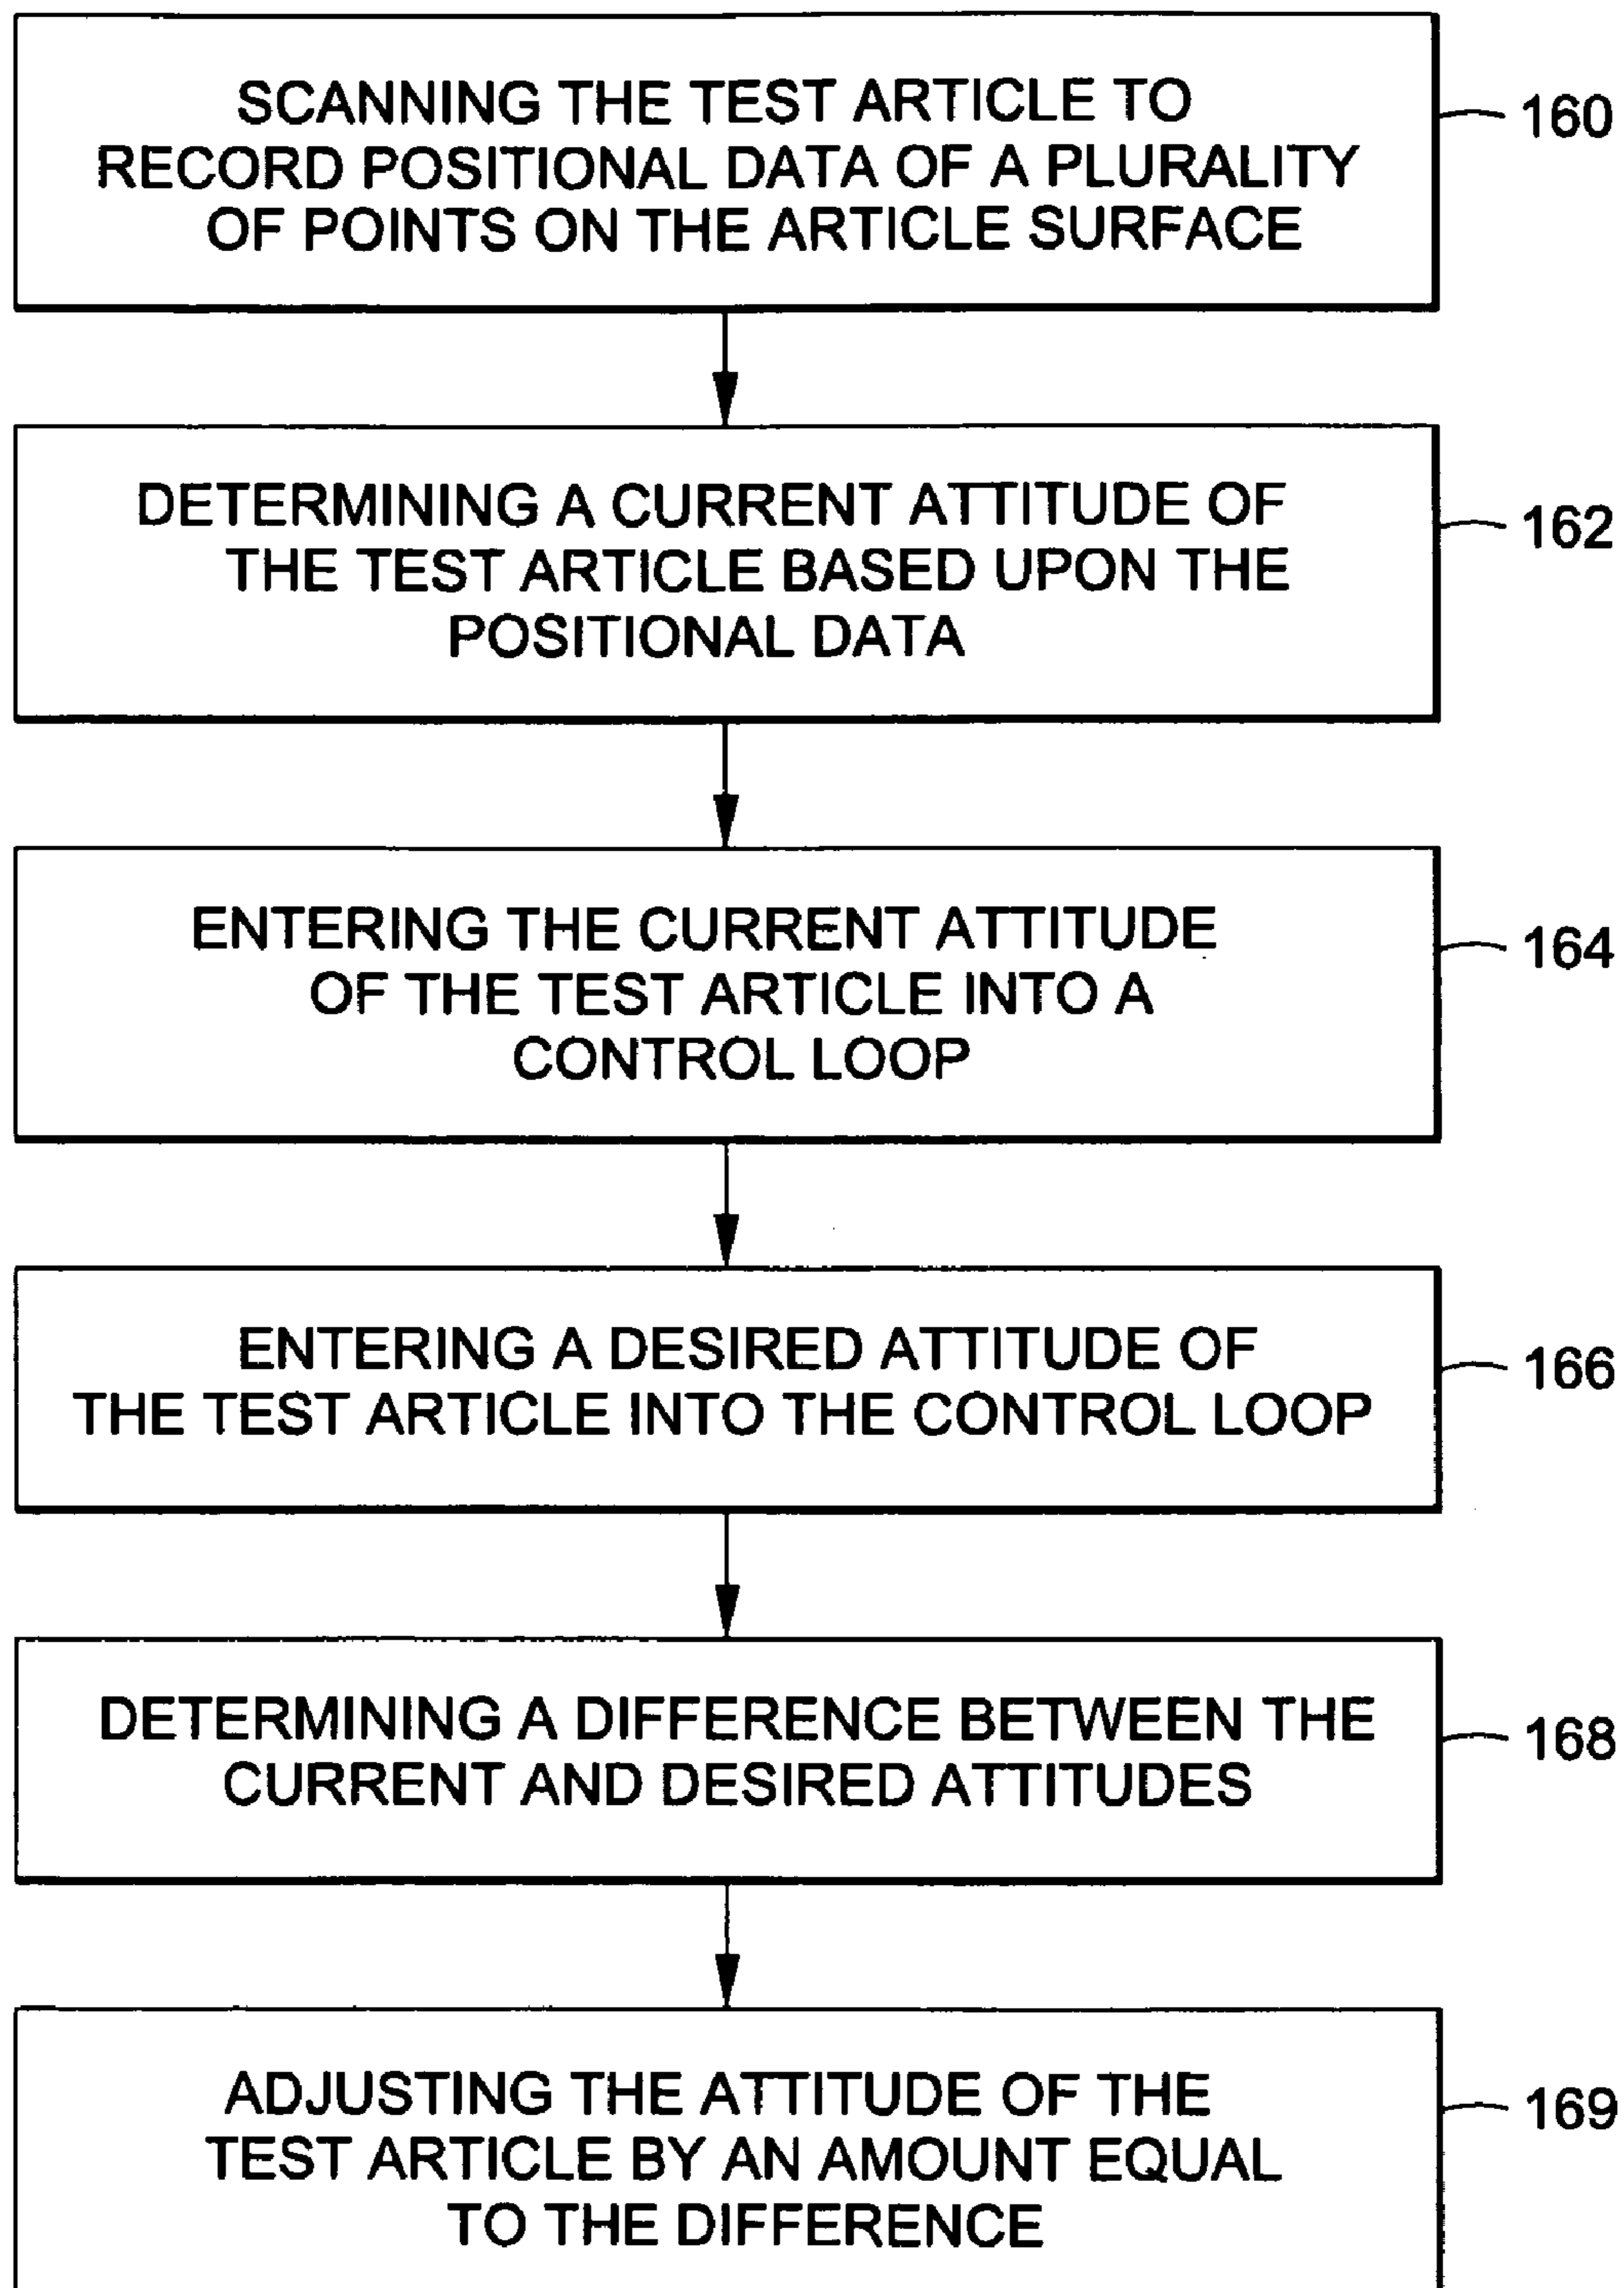 SCANNING THE TEST ARTICLE TO
RECORD POSITIONAL DATA OF A PLURALITY
OF POINTS ON THE ARTICLE SURFACE
160
DETERMINING A CURRENT ATTITUDE OF
THE TEST ARTICLE BASED UPON THE
POSITIONAL DATA
162
ENTERING THE CURRENT ATTITUDE
OF THE TEST ARTICLE INTO A
CONTROL LOOP
164
ENTERING A DESIRED ATTITUDE OF
THE TEST ARTICLE INTO THE CONTROL LOOP
166
DETERMINING A DIFFERENCE BETWEEN THE
CURRENT AND DESIRED ATTITUDES
168
ADJUSTING THE ATTITUDE OF THE
TEST ARTICLE BY AN AMOUNT EQUAL
TO THE DIFFERENCE
169